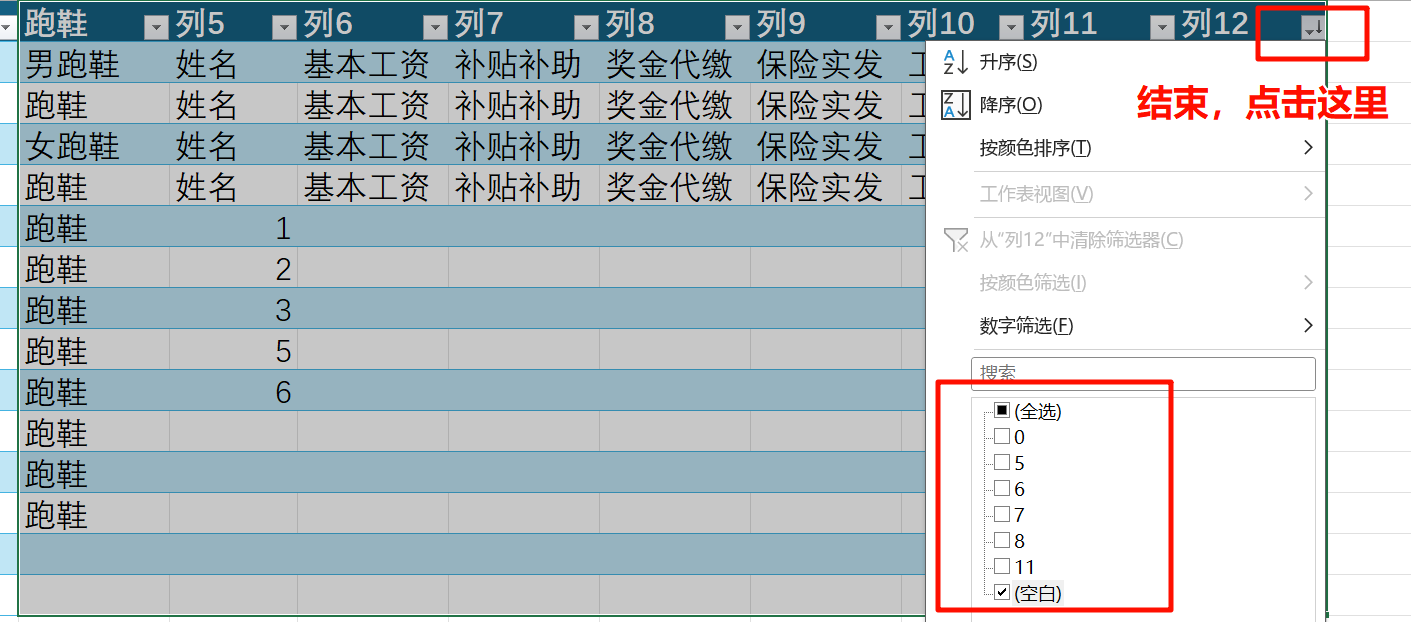 跑鞋 列5 列6 列7 列8 列9 列10 列11 列12
男跑鞋 姓名 基本工资 补贴补助 奖金代缴 保险实发
跑鞋 姓名 基本工资 补贴补助 奖金代缴 保险实发
女跑鞋 姓名 基本工资 补贴补助 奖金代缴 保险实发
跑鞋 姓名 基本工资 补贴补助 奖金代缴 保险实发
跑鞋 1
跑鞋 2
跑鞋 3
跑鞋 5
跑鞋 6
跑鞋
跑鞋
跑鞋
升序(S)
降序(O)
结束，点击这里
按颜色排序(T)
工作表视图(V)
从“列12”中清除筛选器(C)
按颜色筛选(I)
数字筛选(F)
搜索
(全选)
0
5
6
7
8
11
(空白)